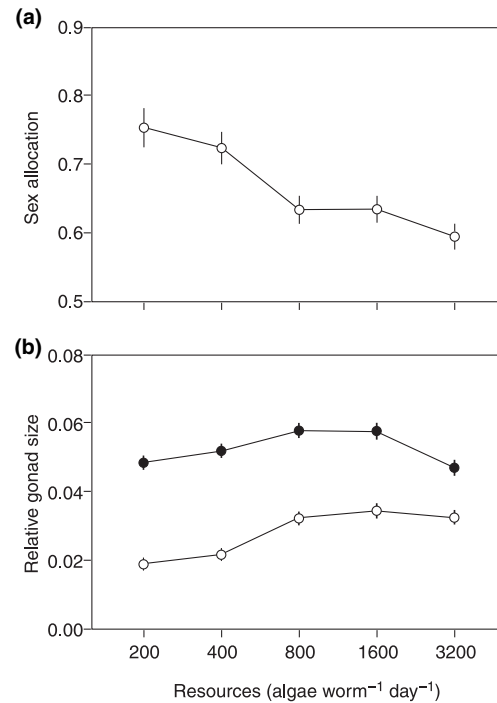 (a)
0.9
0.8
0.7
0.6
0.5
Sex allocation
(b)
0.08
0.06
0.04
0.02
0.00
Relative gonad size
200 400 800 1600 3200
Resources (algae worm⁻¹ day⁻¹)